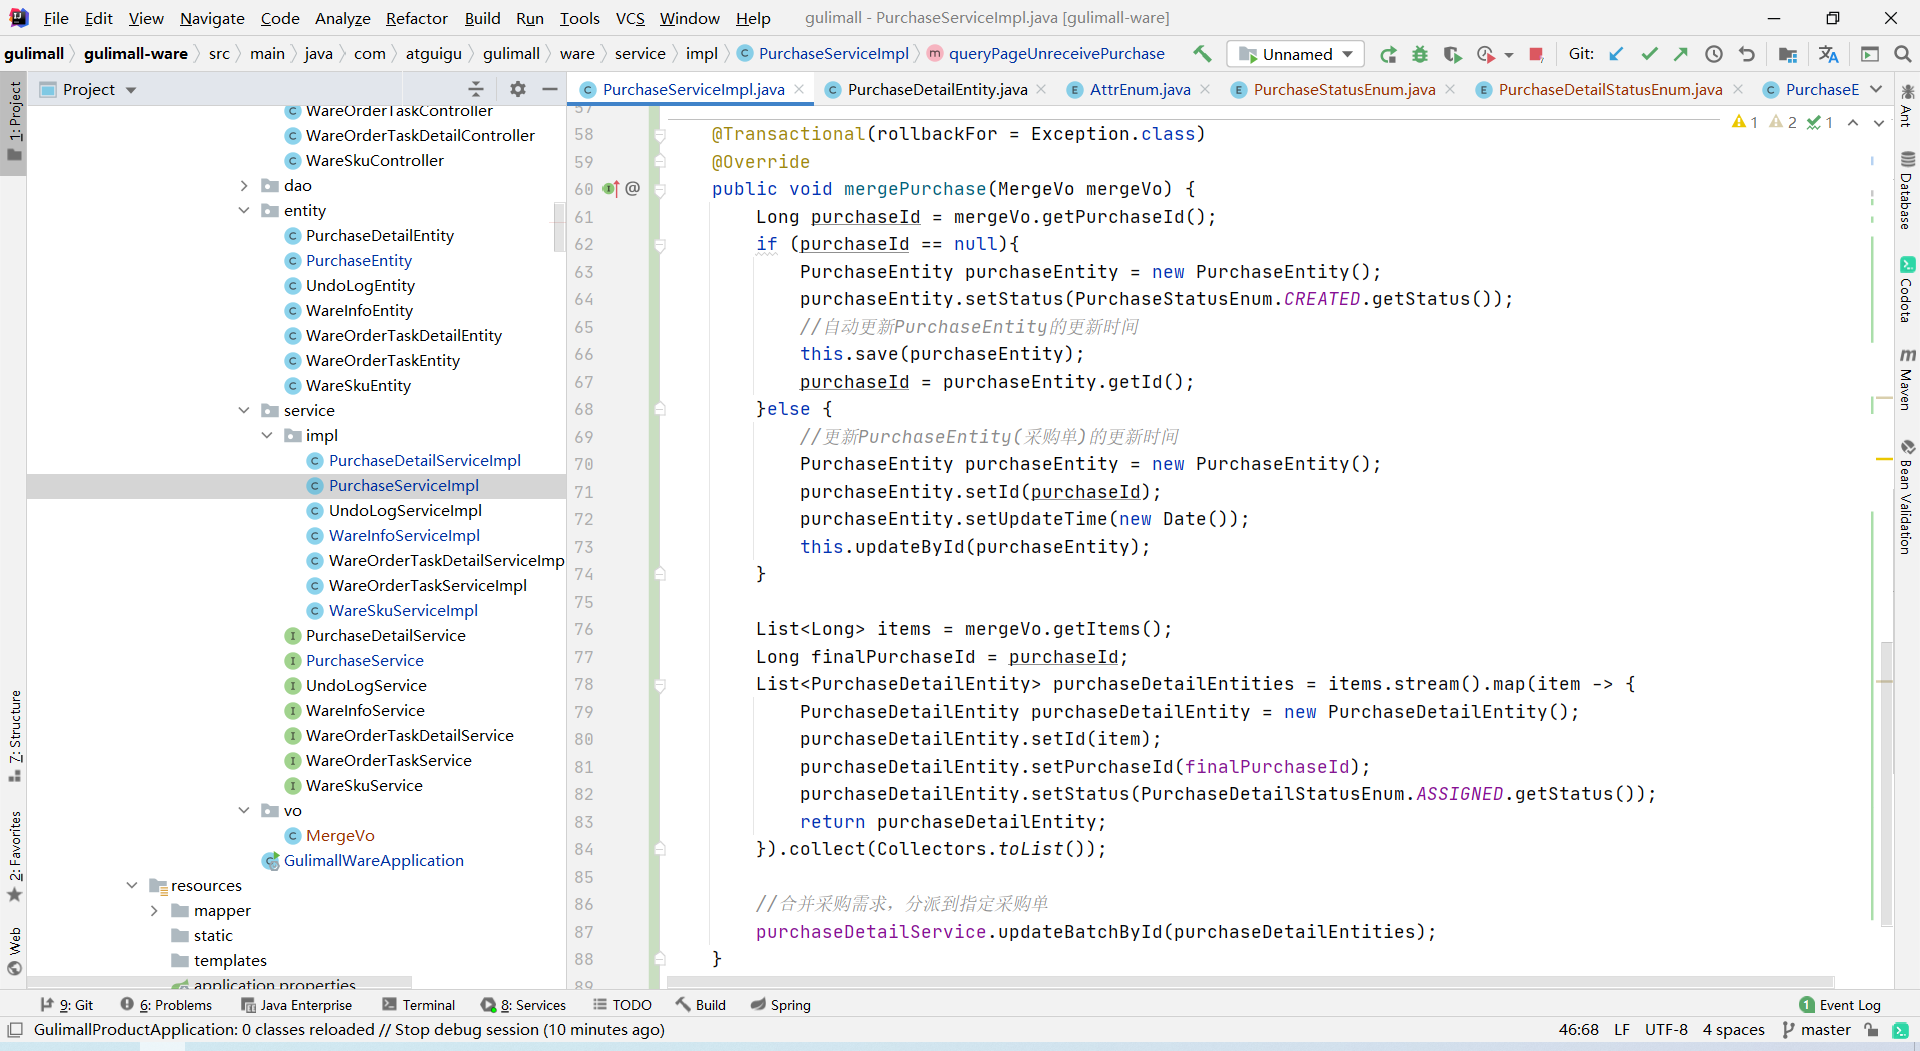 File Edit View Navigate Code Analyze Refactor Build Run Tools VCS Window Help gulimall - PurchaseServiceImpl.java [gulimall-ware]
gulimall gulimall-ware src main java com atguigu gulimall ware service impl PurchaseServiceImpl queryPageUnreceivePurchase Unnamed Git:
Project
PurchaseServiceImpl.java PurchaseDetailEntity.java AttrEnum.java PurchaseStatusEnum.java PurchaseDetailStatusEnum.java PurchaseE
1: Project
7: Structure
2: Favorites
Web
WareOrderTaskController
WareOrderTaskDetailController
WareSkuController
dao
entity
PurchaseDetailEntity
PurchaseEntity
UndoLogEntity
WareInfoEntity
WareOrderTaskDetailEntity
WareOrderTaskEntity
WareSkuEntity
service
impl
PurchaseDetailServiceImpl
PurchaseServiceImpl
UndoLogServiceImpl
WareInfoServiceImpl
WareOrderTaskDetailServiceImp
WareOrderTaskServiceImpl
WareSkuServiceImpl
PurchaseDetailService
PurchaseService
UndoLogService
WareInfoService
WareOrderTaskDetailService
WareOrderTaskService
WareSkuService
vo
MergeVo
GulimallWareApplication
resources
mapper
static
templates
application.properties
1 2 1
57
58 @Transactional(rollbackFor = Exception.class)
59 @Override
60 @ public void mergePurchase(MergeVo mergeVo) {
61 Long purchaseId = mergeVo.getPurchaseId();
62 if (purchaseId == null){
63 PurchaseEntity purchaseEntity = new PurchaseEntity();
64 purchaseEntity.setStatus(PurchaseStatusEnum.CREATED.getStatus());
65 //自动更新PurchaseEntity的更新时间
66 this.save(purchaseEntity);
67 purchaseId = purchaseEntity.getId();
68 }else {
69 //更新PurchaseEntity(采购单)的更新时间
70 PurchaseEntity purchaseEntity = new PurchaseEntity();
71 purchaseEntity.setId(purchaseId);
72 purchaseEntity.setUpdateTime(new Date());
73 this.updateById(purchaseEntity);
74 }
75
76 List<Long> items = mergeVo.getItems();
77 Long finalPurchaseId = purchaseId;
78 List<PurchaseDetailEntity> purchaseDetailEntities = items.stream().map(item -> {
79 PurchaseDetailEntity purchaseDetailEntity = new PurchaseDetailEntity();
80 purchaseDetailEntity.setId(item);
81 purchaseDetailEntity.setPurchaseId(finalPurchaseId);
82 purchaseDetailEntity.setStatus(PurchaseDetailStatusEnum.ASSIGNED.getStatus());
83 return purchaseDetailEntity;
84 }).collect(Collectors.toList());
85
86 //合并采购需求，分派到指定采购单
87 purchaseDetailService.updateBatchById(purchaseDetailEntities);
88 }
89
Ant
Database
Codota
Maven
Bean Validation
9: Git 6: Problems Java Enterprise Terminal 8: Services TODO Build Spring 1 Event Log
GulimallProductApplication: 0 classes reloaded // Stop debug session (10 minutes ago) 46:68 LF UTF-8 4 spaces master